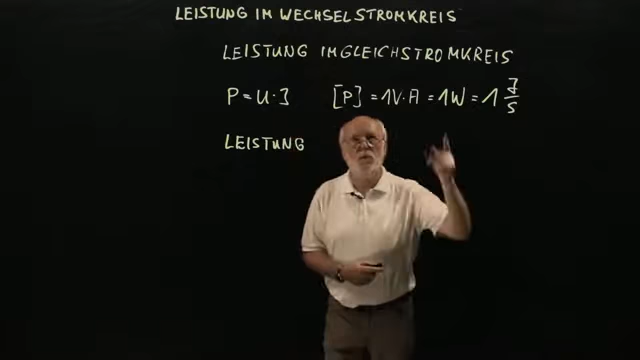 LEISTUNG IM WECHSELSTROMKREIS
LEISTUNG IM GLEICHSTROMKREIS
P = U · I [P] = 1V · A = 1W = 1 J/s
LEISTUNG